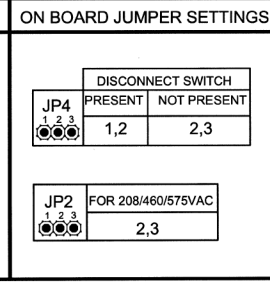 ON BOARD JUMPER SETTINGS
DISCONNECT SWITCH
JP4 PRESENT NOT PRESENT
1 2 3
1,2 2,3
JP2 FOR 208/460/575VAC
1 2 3
2,3